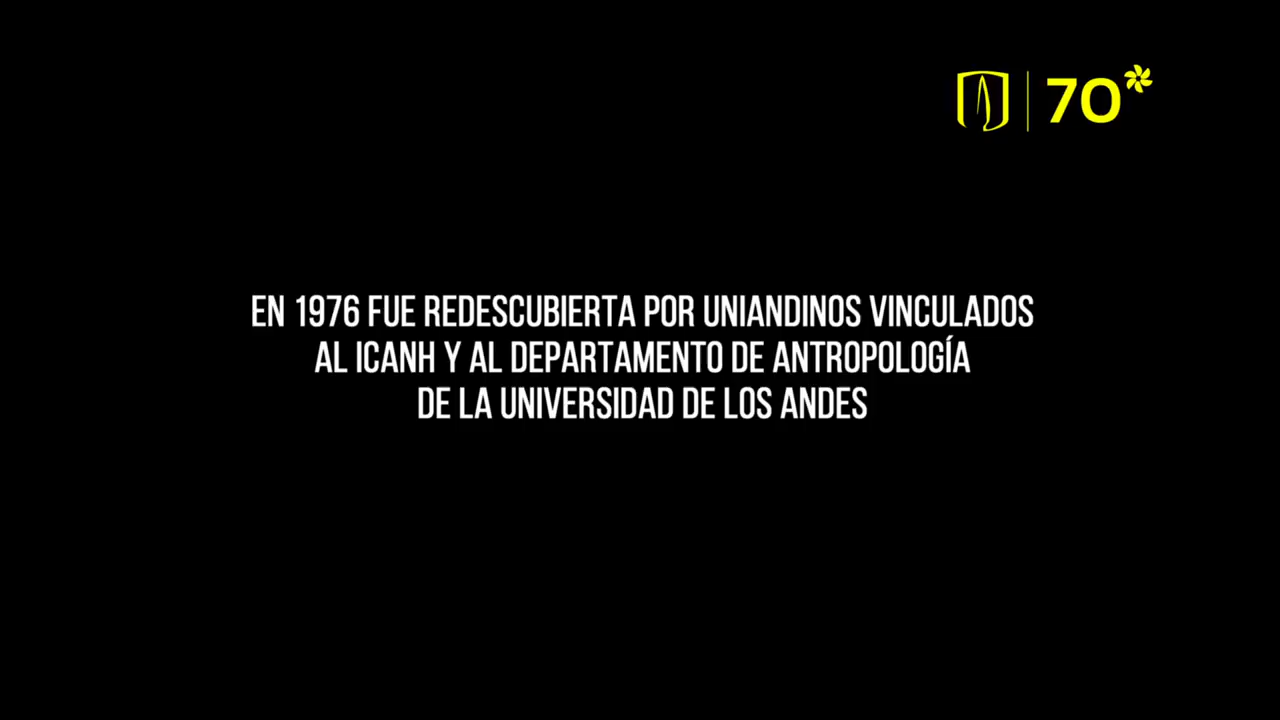 70*
EN 1976 FUE REDESCUBIERTA POR UNIANDINOS VINCULADOS
AL ICANH Y AL DEPARTAMENTO DE ANTROPOLOGÍA
DE LA UNIVERSIDAD DE LOS ANDES